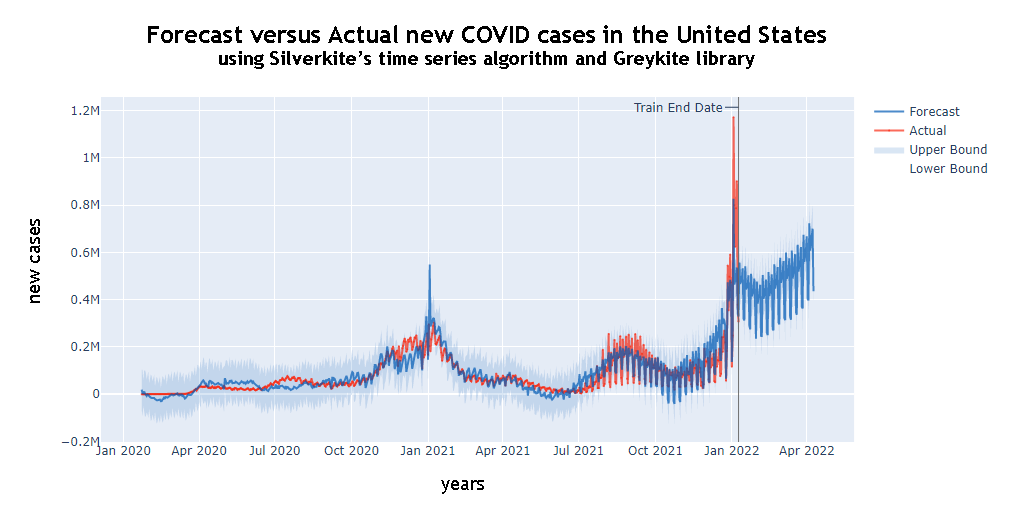 Forecast versus Actual new COVID cases in the United States
using Silverkite’s time series algorithm and Greykite library
Train End Date
Forecast
Actual
Upper Bound
Lower Bound
new cases
1.2M
1M
0.8M
0.6M
0.4M
0.2M
0
−0.2M
Jan 2020
Apr 2020
Jul 2020
Oct 2020
Jan 2021
Apr 2021
Jul 2021
Oct 2021
Jan 2022
Apr 2022
years